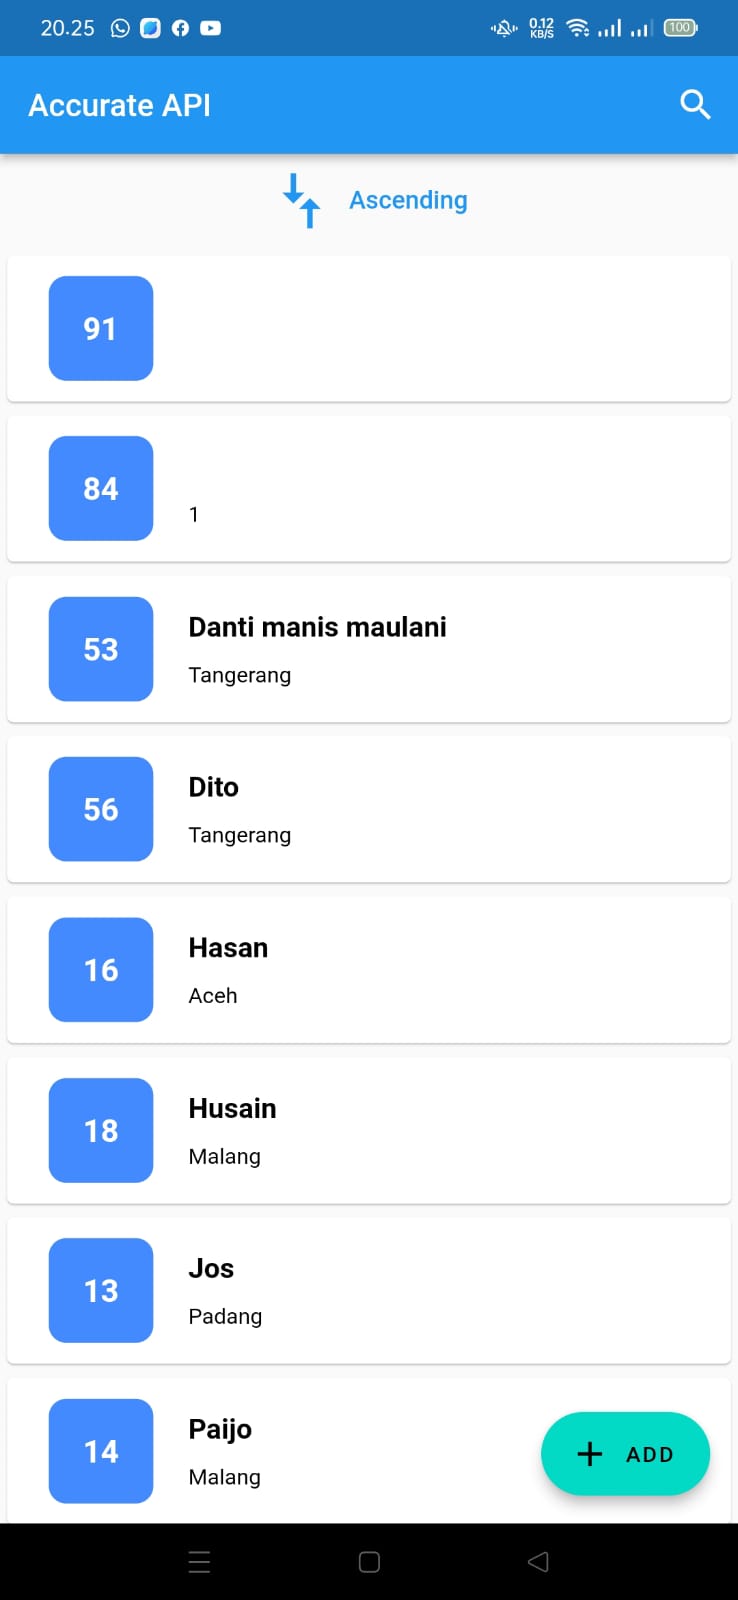 20.25
0.12
KB/S
100
Accurate API
Ascending
91
84
1
53
Danti manis maulani
Tangerang
56
Dito
Tangerang
16
Hasan
Aceh
18
Husain
Malang
13
Jos
Padang
14
Paijo
Malang
ADD